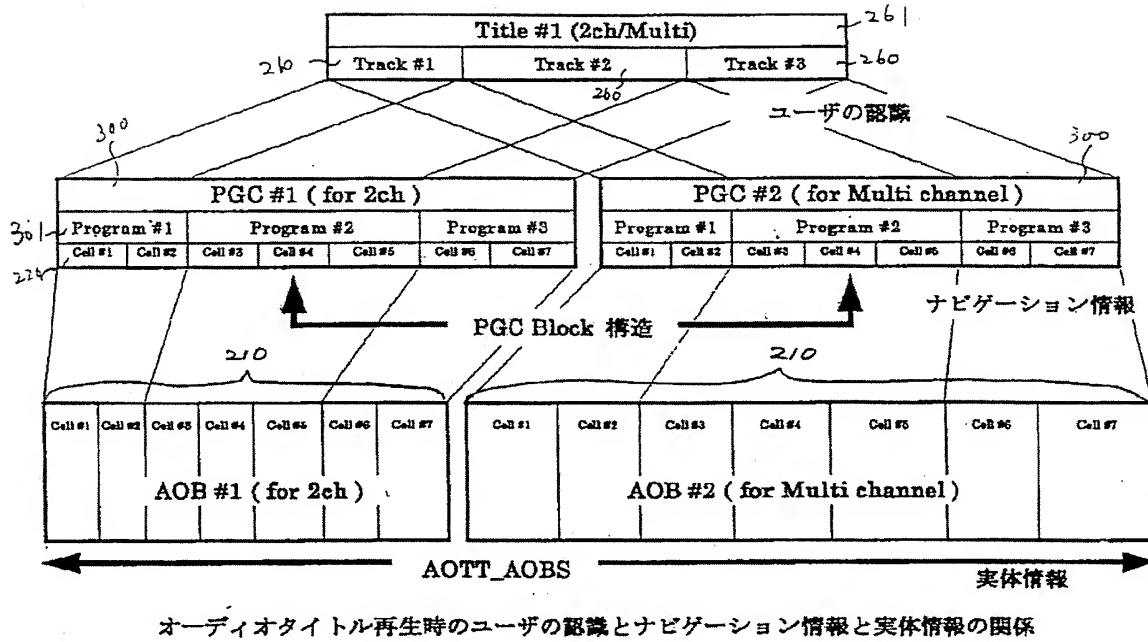 Title #1 (2ch/Multi)
261
210
Track #1
Track #2
Track #3
260
260
ユーザの認識
300
300
PGC #1 ( for 2ch )
PGC #2 ( for Multi channel )
301
Program #1
Program #2
Program #3
Program #1
Program #2
Program #3
Cell #1
Cell #2
Cell #3
Cell #4
Cell #5
Cell #6
Cell #7
Cell #1
Cell #2
Cell #3
Cell #4
Cell #5
Cell #6
Cell #7
ナビゲーション情報
PGC Block 構造
210
210
Cell #1
Cell #2
Cell #3
Cell #4
Cell #5
Cell #6
Cell #7
Cell #1
Cell #2
Cell #3
Cell #4
Cell #5
Cell #6
Cell #7
AOB #1 ( for 2ch )
AOB #2 ( for Multi channel )
AOTT_AOBS
実体情報
オーディオタイトル再生時のユーザの認識とナビゲーション情報と実体情報の関係